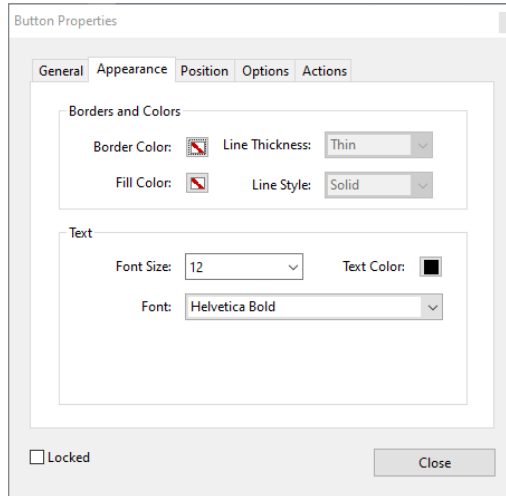 Button Properties
General Appearance Position Options Actions
Borders and Colors
Border Color: Line Thickness: Thin
Fill Color: Line Style: Solid
Text
Font Size: 12 Text Color:
Font: Helvetica Bold
Locked Close